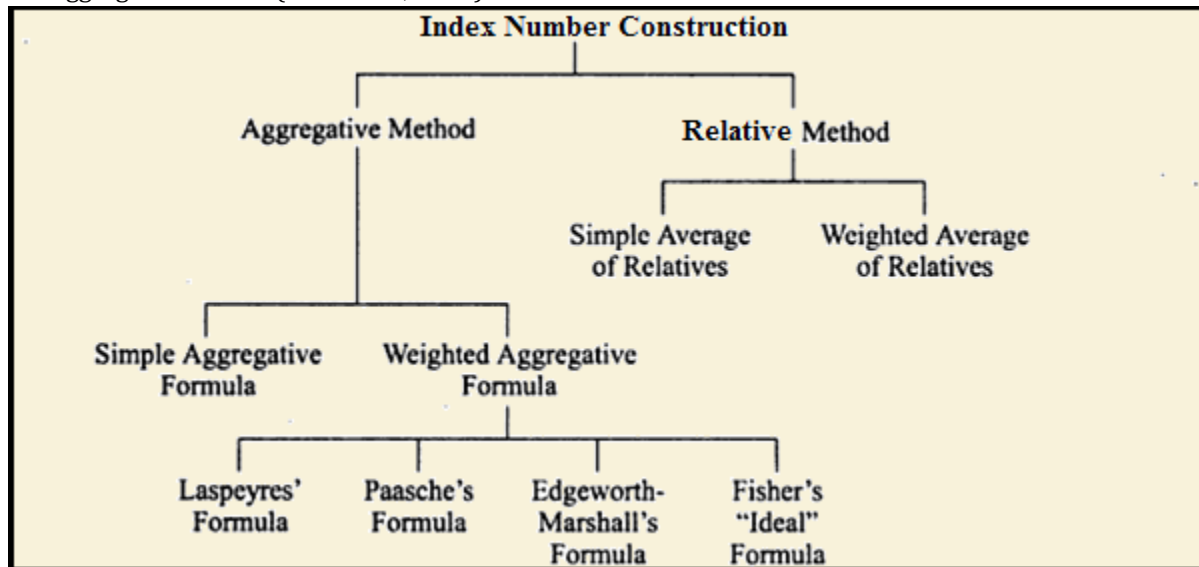 Index Number Construction
Aggregative Method
Relative Method
Simple Average
of Relatives
Weighted Average
of Relatives
Simple Aggregative
Formula
Weighted Aggregative
Formula
Laspeyres'
Formula
Paasche's
Formula
Edgeworth-
Marshall's
Formula
Fisher's
"Ideal"
Formula